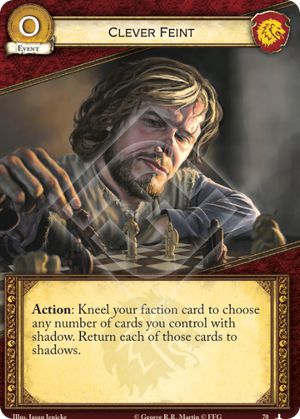 0
Event
Clever Feint
Action: Kneel your faction card to choose
any number of cards you control with
shadow. Return each of those cards to
shadows.
Illus. Jason Jenicke © George R.R. Martin © FFG 70